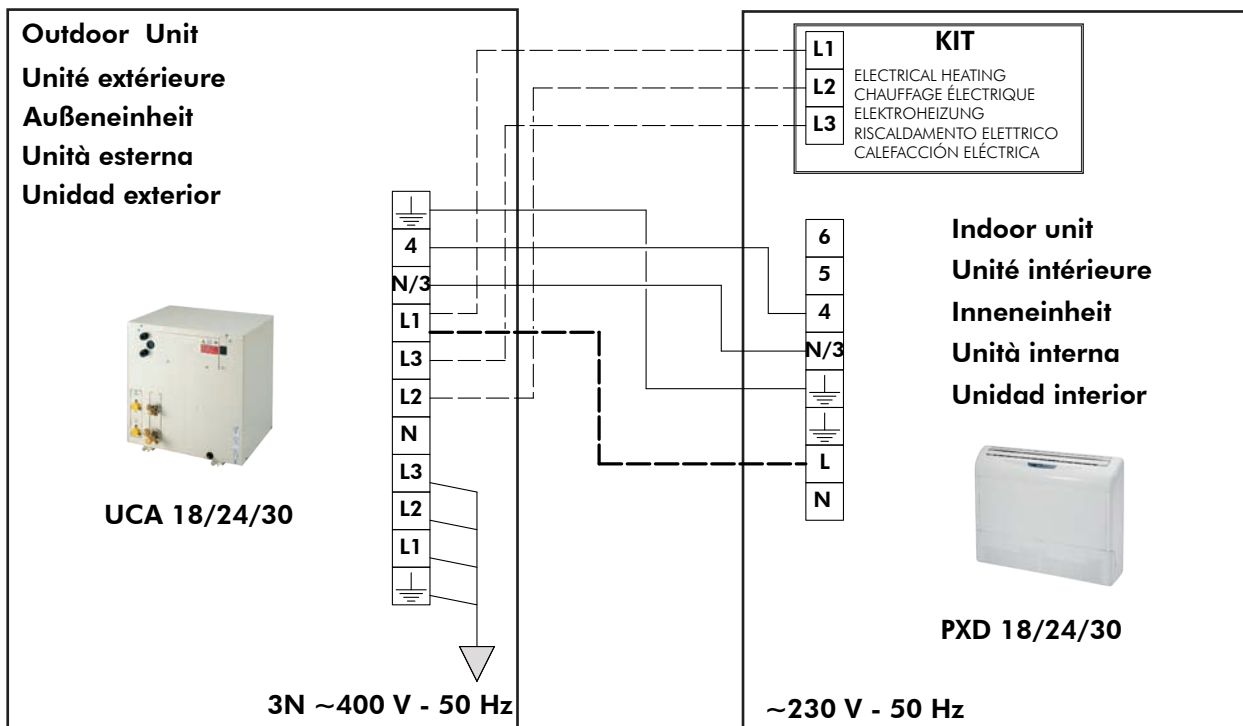 Outdoor Unit
Unité extérieure
Außeneinheit
Unità esterna
Unidad exterior
4
N/3
L1
L3
L2
N
L3
L2
L1
UCA 18/24/30
3N ~400 V - 50 Hz
L1
L2
L3
KIT
ELECTRICAL HEATING
CHAUFFAGE ÉLECTRIQUE
ELEKTROHEIZUNG
RISCALDAMENTO ELETTRICO
CALEFACCIÓN ELÉCTRICA
6
5
4
N/3
L
N
Indoor unit
Unité intérieure
Inneneinheit
Unità interna
Unidad interior
PXD 18/24/30
~230 V - 50 Hz